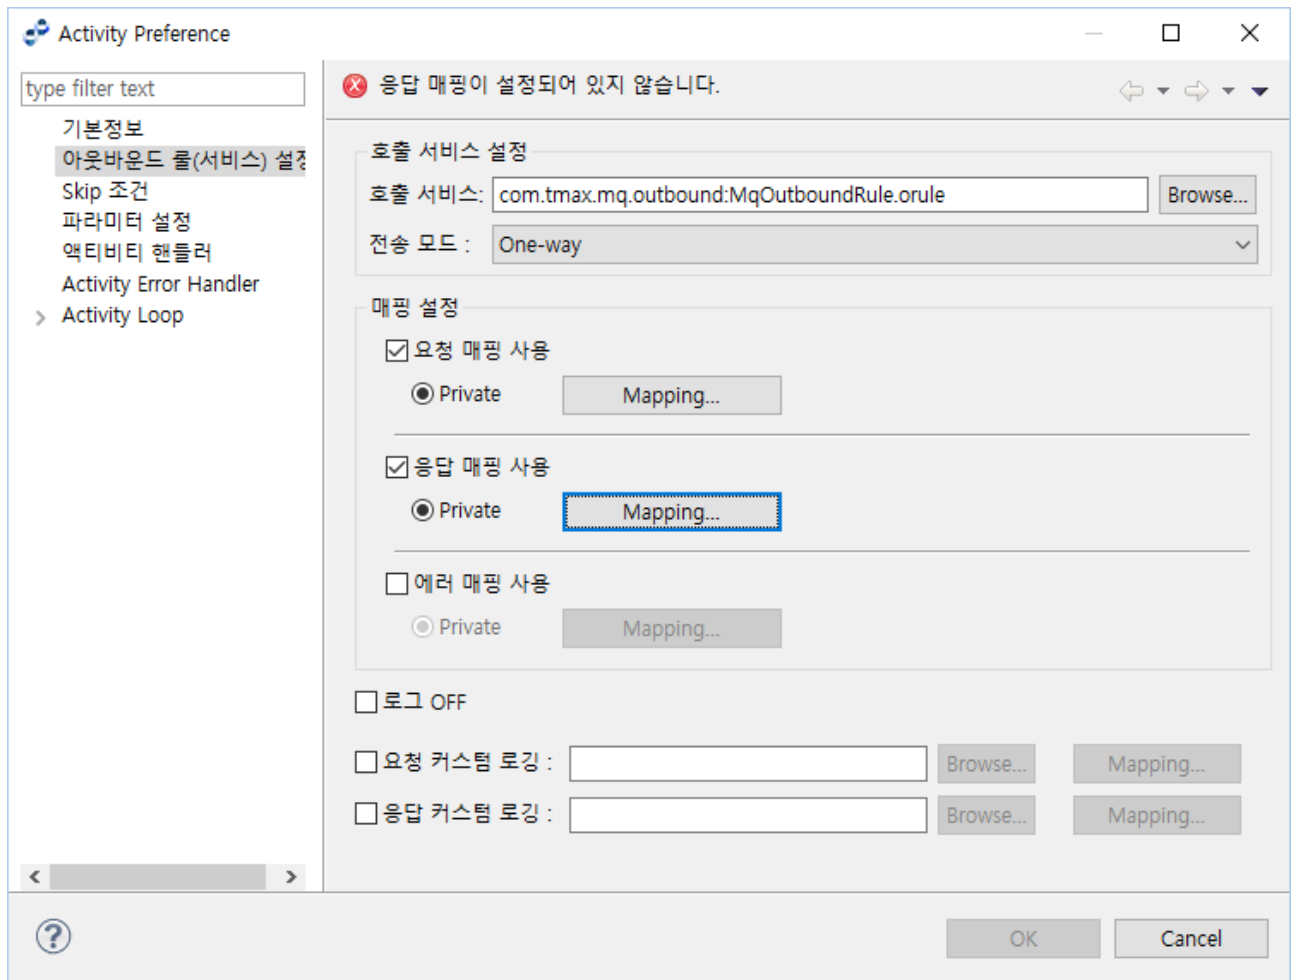 Activity Preference
type filter text
기본정보
아웃바운드 룰(서비스) 설정
Skip 조건
파라미터 설정
액티비티 핸들러
Activity Error Handler
Activity Loop
응답 매핑이 설정되어 있지 않습니다.
호출 서비스 설정
호출 서비스: com.tmax.mq.outbound:MqOutboundRule.orule Browse...
전송 모드 : One-way
매핑 설정
요청 매핑 사용
Private Mapping...
응답 매핑 사용
Private Mapping...
에러 매핑 사용
Private Mapping...
로그 OFF
요청 커스텀 로깅 : Browse... Mapping...
응답 커스텀 로깅 : Browse... Mapping...
OK Cancel